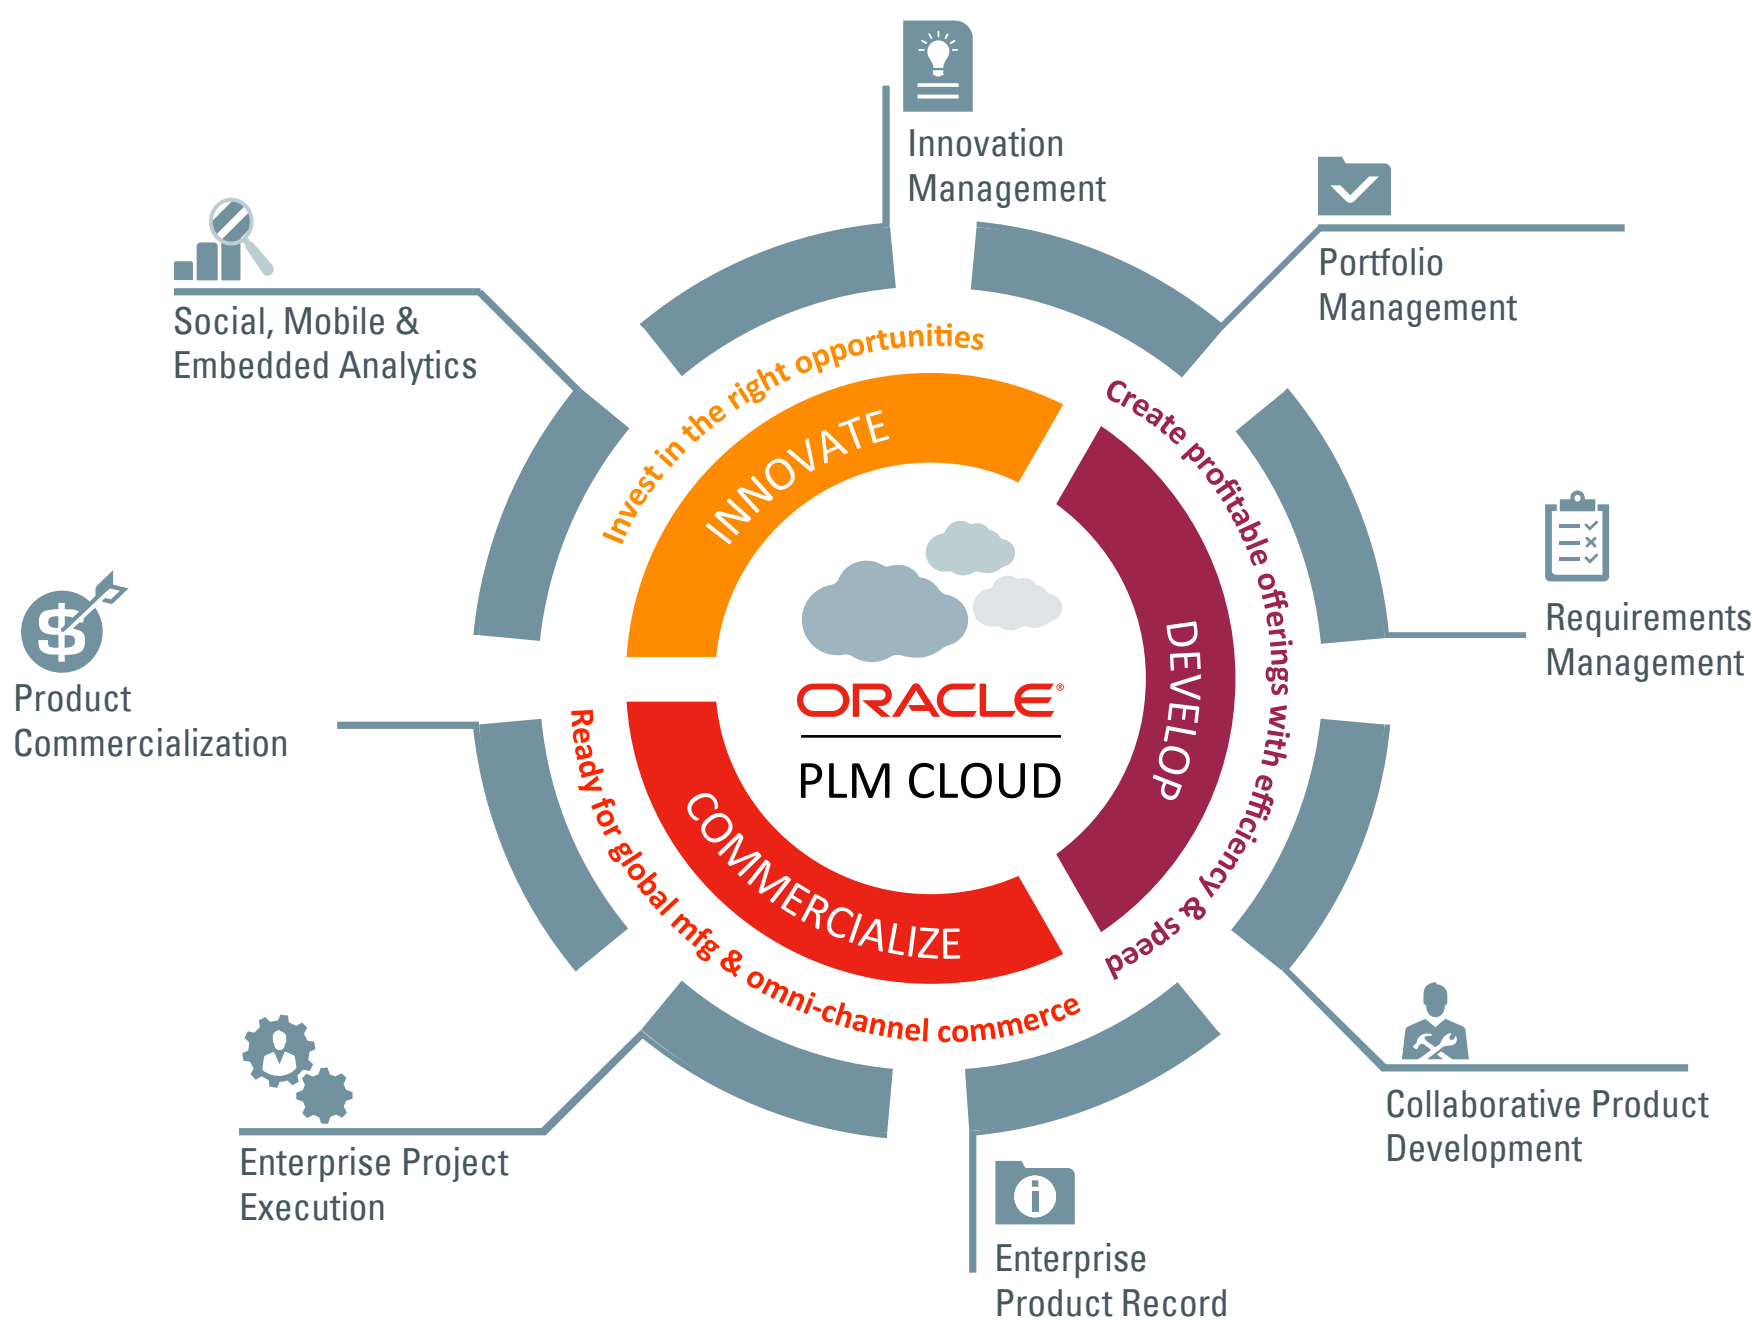 Innovation
Management
Portfolio
Management
Social, Mobile &
Embedded Analytics
Invest in the right opportunities
INNOVATE
Create profitable offerings with efficiency & speed
DEVELOP
Requirements
Management
ORACLE®
PLM CLOUD
Product
Commercialization
$
Ready for global mfg & omni-channel commerce
COMMERCIALIZE
Collaborative Product
Development
Enterprise Project
Execution
i
Enterprise
Product Record